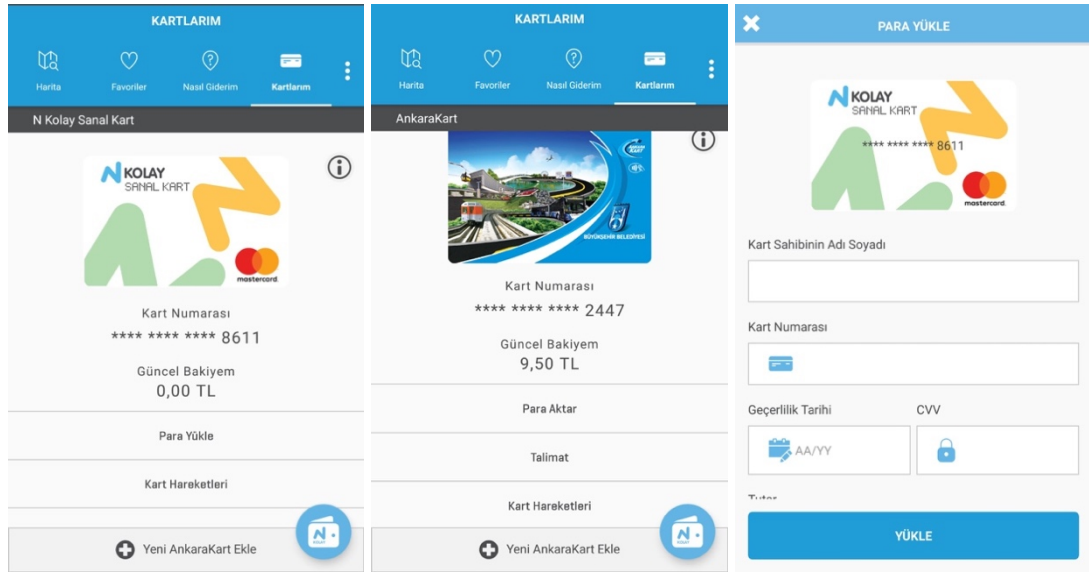 KARTLARIM
Harita
Favoriler
Nasıl Giderim
Kartlarım
N Kolay Sanal Kart
N KOLAY
SANAL KART
mastercard.
Kart Numarası
**** **** **** 8611
Güncel Bakiyem
0,00 TL
Para Yükle
Kart Hareketleri
Yeni AnkaraKart Ekle
N
KOLAY
KARTLARIM
Harita
Favoriler
Nasıl Giderim
Kartlarım
AnkaraKart
BÜYÜKŞEHİR BELEDİYESİ
Kart Numarası
**** **** **** 2447
Güncel Bakiyem
9,50 TL
Para Aktar
Talimat
Kart Hareketleri
Yeni AnkaraKart Ekle
N
KOLAY
PARA YÜKLE
N KOLAY
SANAL KART
**** **** **** 8611
mastercard.
Kart Sahibinin Adı Soyadı
Kart Numarası
Geçerlilik Tarihi
CVV
AA/YY
Tutar
YÜKLE